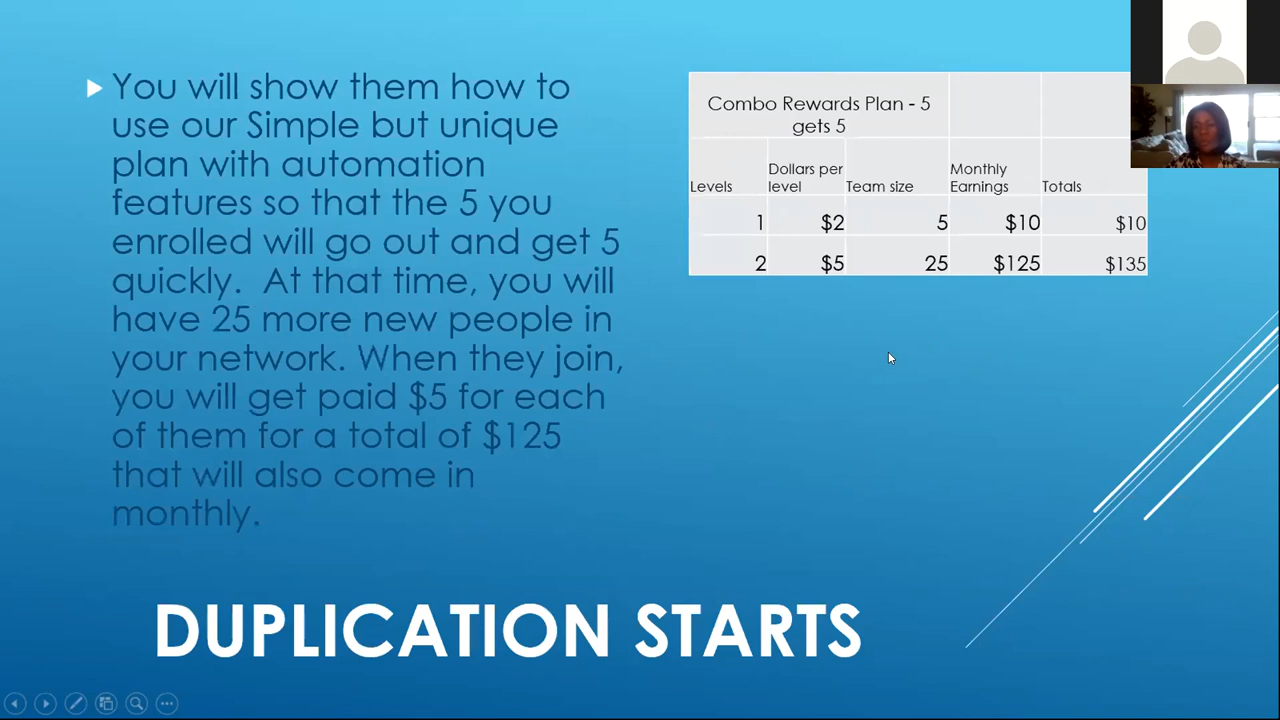 You will show them how to
use our Simple but unique
plan with automation
features so that the 5 you
enrolled will go out and get 5
quickly.  At that time, you will
have 25 more new people in
your network. When they join,
you will get paid $5 for each
of them for a total of $125
that will also come in
monthly.
Combo Rewards Plan - 5
gets 5
Levels Dollars per level Team size Monthly Earnings Totals
1 $2 5 $10 $10
2 $5 25 $125 $135
DUPLICATION STARTS